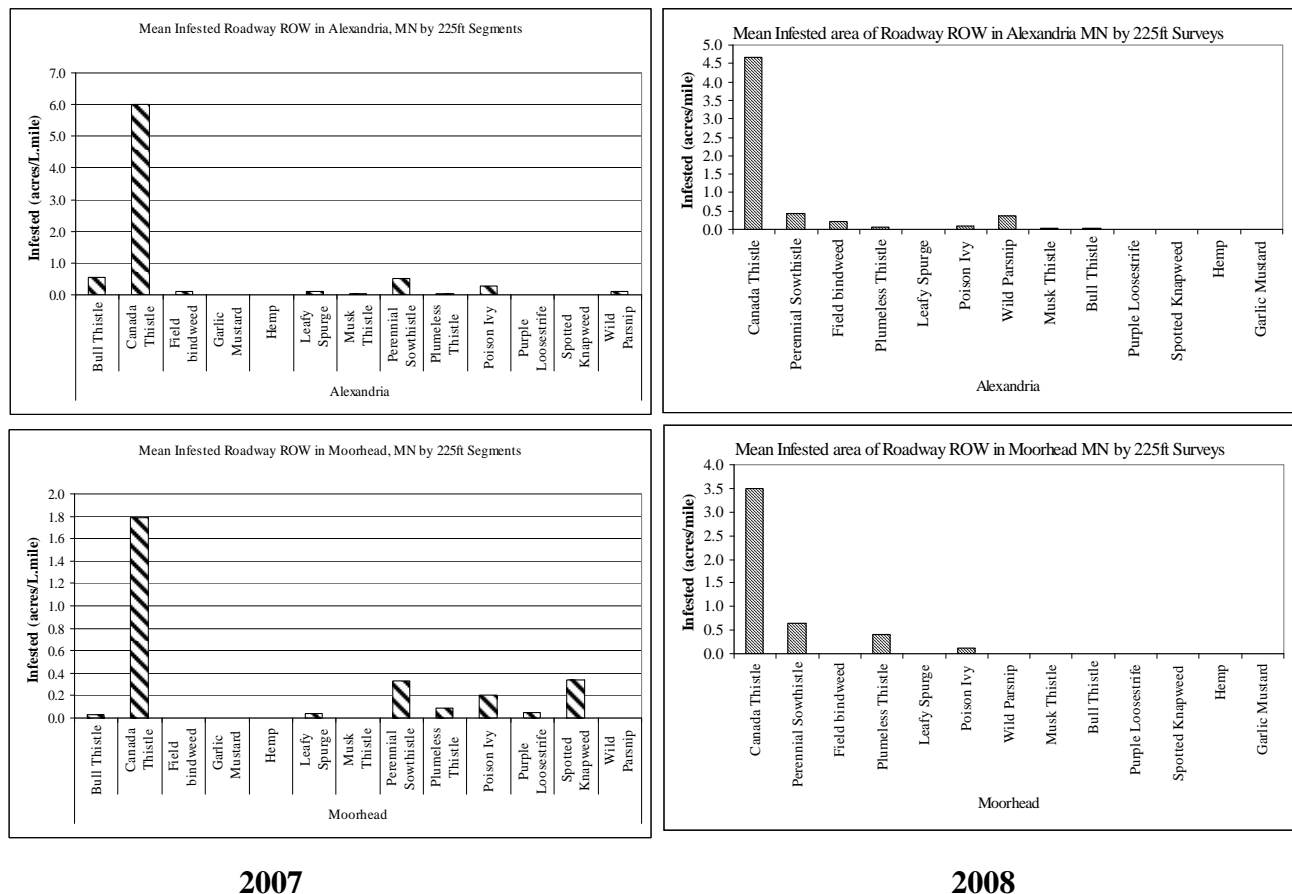 Mean Infested Roadway ROW in Alexandria, MN by 225ft Segments
Infested (acres/L.mile)
7.0
6.0
5.0
4.0
3.0
2.0
1.0
0.0
Bull Thistle
Canada
Thistle
Field
bindweed
Garlic
Mustard
Hemp
Leafy
Spurge
Musk
Thistle
Perennial
Sowthistle
Plumeless
Thistle
Poison Ivy
Purple
Loosestrife
Spotted
Knapweed
Wild
Parsnip
Alexandria
Mean Infested area of Roadway ROW in Alexandria MN by 225ft Surveys
Infested (acres/mile)
5.0
4.5
4.0
3.5
3.0
2.5
2.0
1.5
1.0
0.5
0.0
Canada Thistle
Perennial Sowthistle
Field bindweed
Plumeless Thistle
Leafy Spurge
Poison Ivy
Wild Parsnip
Musk Thistle
Bull Thistle
Purple Loosestrife
Spotted Knapweed
Hemp
Garlic Mustard
Alexandria
Mean Infested Roadway ROW in Moorhead, MN by 225ft Segments
Infested (acres/L.mile)
2.0
1.8
1.6
1.4
1.2
1.0
0.8
0.6
0.4
0.2
0.0
Bull Thistle
Canada
Thistle
Field
bindweed
Garlic
Mustard
Hemp
Leafy
Spurge
Musk
Thistle
Perennial
Sowthistle
Plumeless
Thistle
Poison Ivy
Purple
Loosestrife
Spotted
Knapweed
Wild
Parsnip
Moorhead
Mean Infested area of Roadway ROW in Moorhead MN by 225ft Surveys
Infested (acres/mile)
4.0
3.5
3.0
2.5
2.0
1.5
1.0
0.5
0.0
Canada Thistle
Perennial Sowthistle
Field bindweed
Plumeless Thistle
Leafy Spurge
Poison Ivy
Wild Parsnip
Musk Thistle
Bull Thistle
Purple Loosestrife
Spotted Knapweed
Hemp
Garlic Mustard
Moorhead
2007
2008